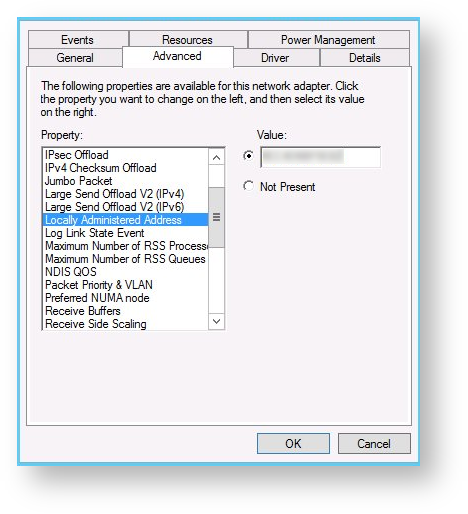 Events Resources Power Management
General Advanced Driver Details
The following properties are available for this network adapter. Click
the property you want to change on the left, and then select its value
on the right.
Property:
Value:
IPsec Offload
IPv4 Checksum Offload
Jumbo Packet
Large Send Offload V2 (IPv4)
Large Send Offload V2 (IPv6)
Locally Administered Address
Log Link State Event
Maximum Number of RSS Process
Maximum Number of RSS Queues
NDIS QOS
Packet Priority & VLAN
Preferred NUMA node
Receive Buffers
Receive Side Scaling
Not Present
OK Cancel